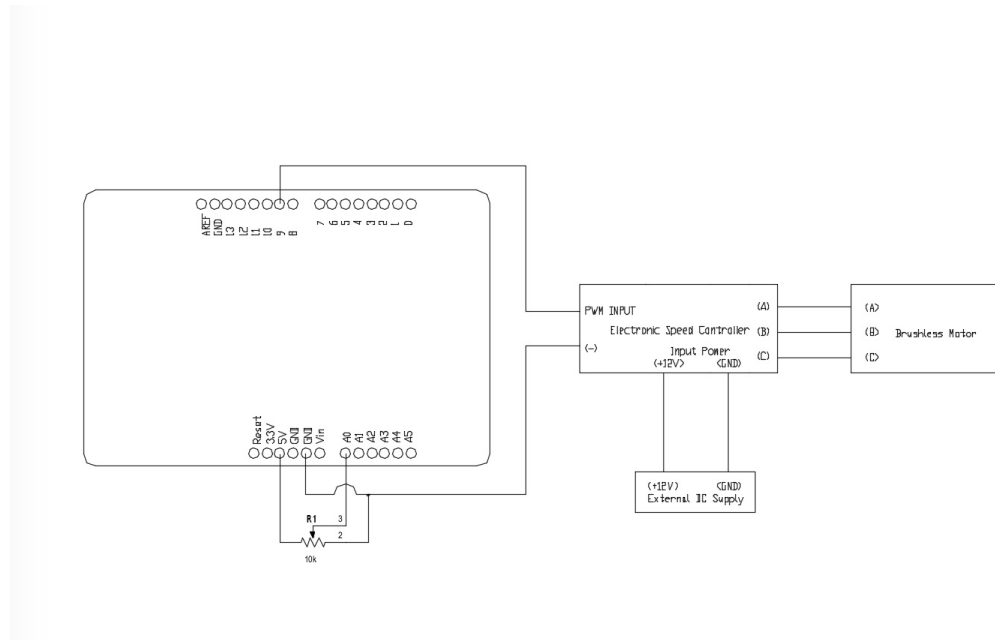 AREF
GND
13
12
11
10
9
8
7
6
5
4
3
2
1
0
PWM INPUT
(A)
(A)
Electronic Speed Controller
(B)
(B)
Brushless Motor
(-)
Input Power
(C)
(C)
(+12V)
(GND)
Reset
3.3V
5V
GND
GND
Vin
A0
A1
A2
A3
A4
A5
(+12V)
(GND)
External DC Supply
R1
3
2
10k